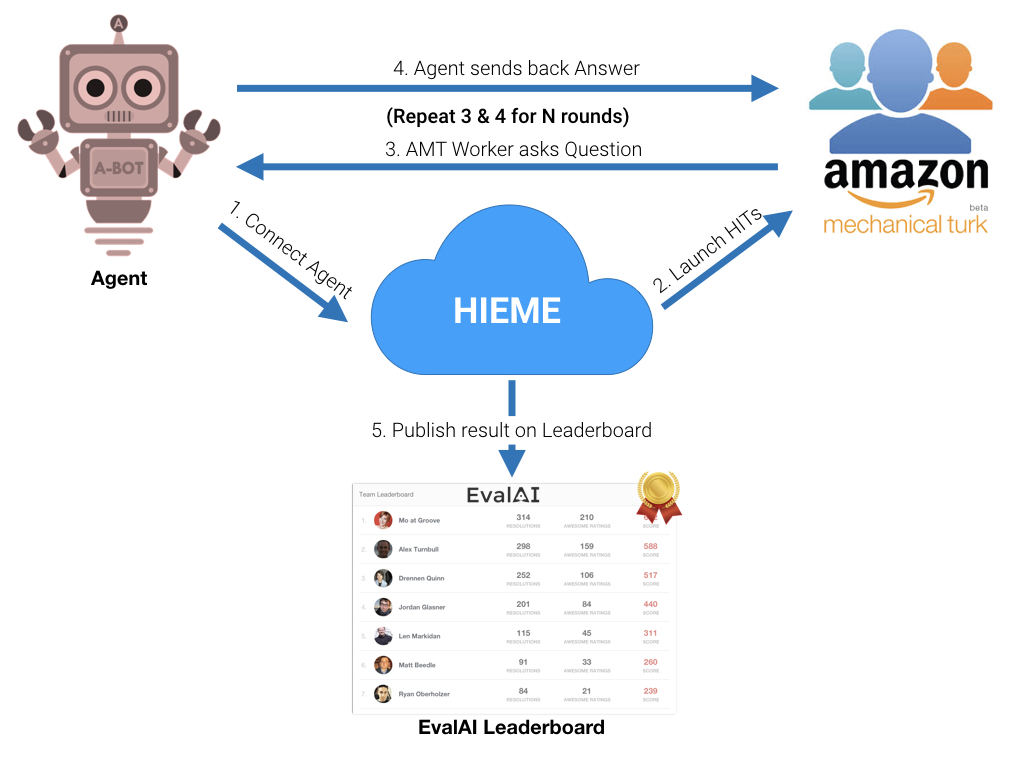 A
4. Agent sends back Answer
(Repeat 3 & 4 for N rounds)
3. AMT Worker asks Question
A-BOT
Agent
amazon
beta
mechanical turk
1. Connect Agent
2. Launch HITs
HIEME
5. Publish result on Leaderboard
Team Leaderboard
EvalAI
1. Mo at Groove 314 210
RESOLUTIONS AWESOME RATINGS SCORE
2. Alex Turnbull 298 159 588
RESOLUTIONS AWESOME RATINGS SCORE
3. Drennen Quinn 252 106 517
RESOLUTIONS AWESOME RATINGS SCORE
4. Jordan Glasner 201 84 440
RESOLUTIONS AWESOME RATINGS SCORE
5. Len Markidan 115 45 311
RESOLUTIONS AWESOME RATINGS SCORE
6. Matt Beedle 91 33 260
RESOLUTIONS AWESOME RATINGS SCORE
7. Ryan Oberholzer 84 21 239
RESOLUTIONS AWESOME RATINGS SCORE
EvalAI Leaderboard